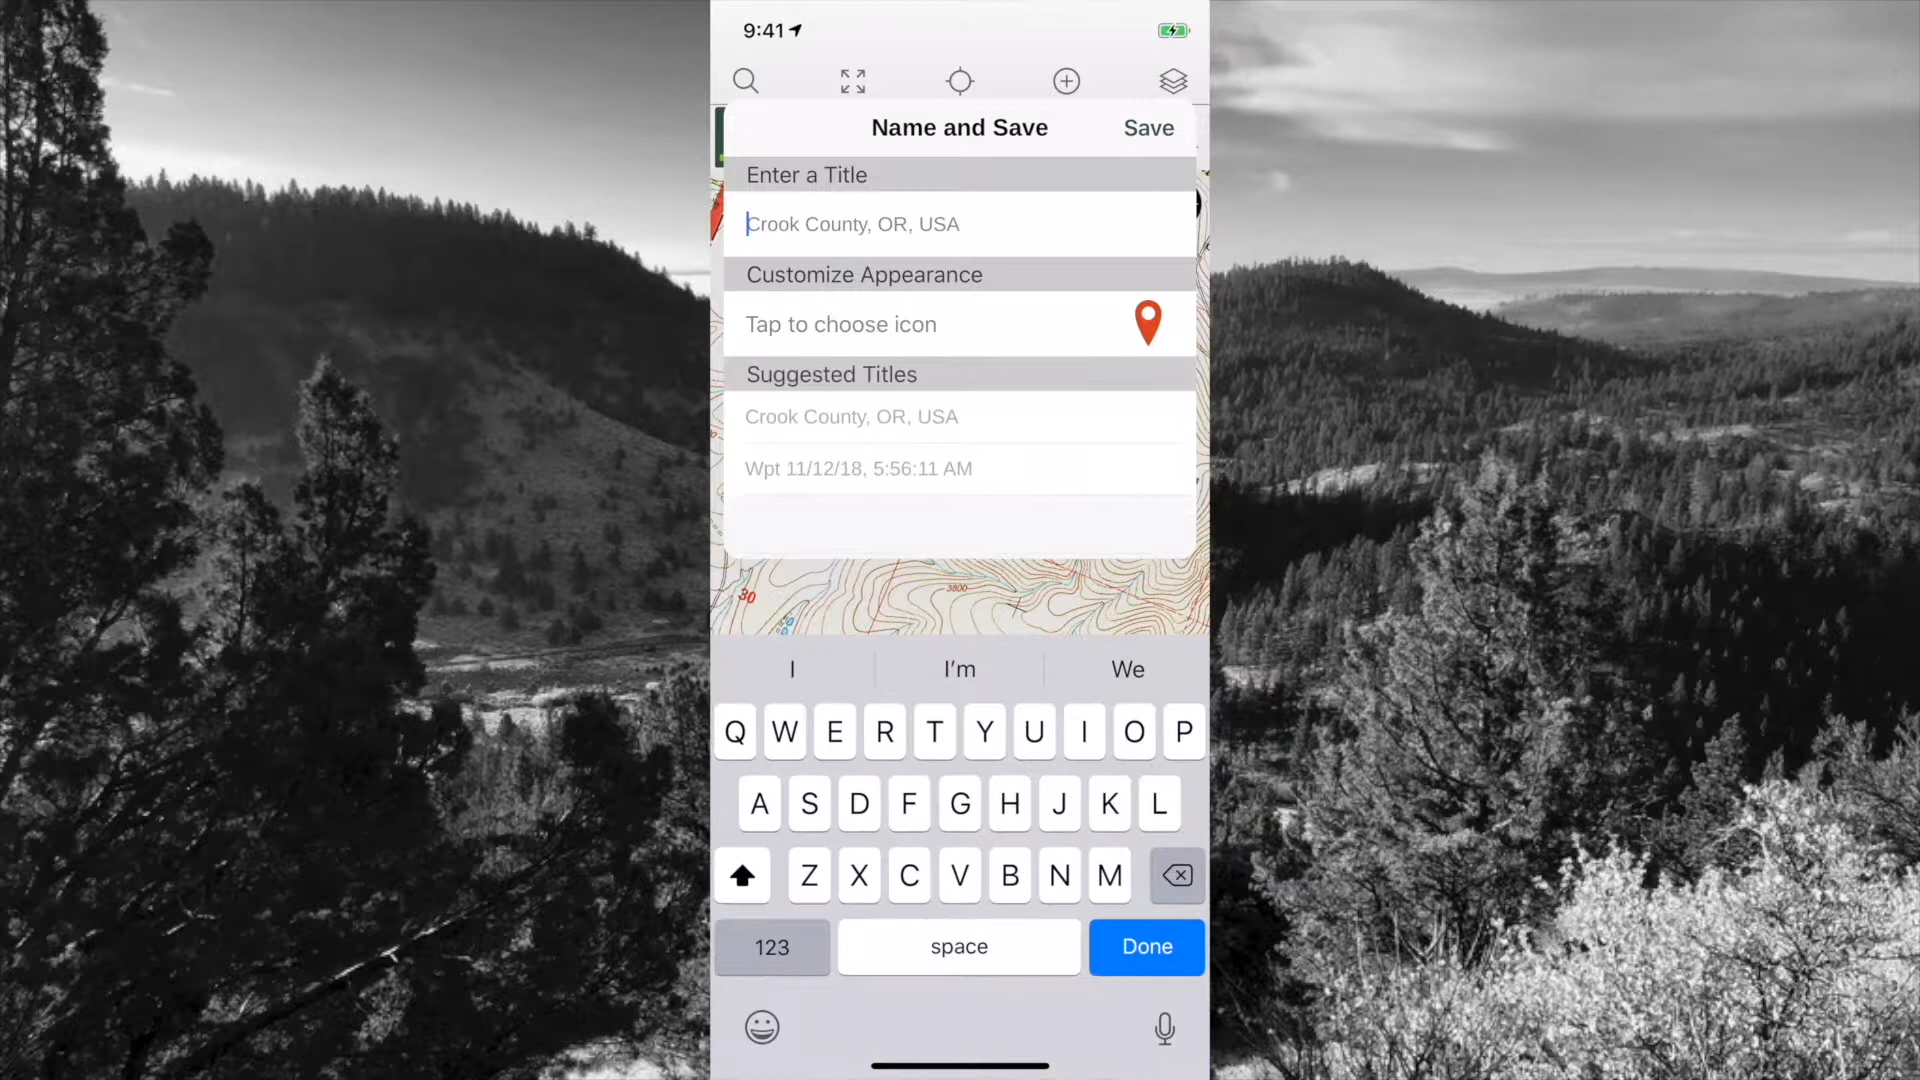 9:41
Name and Save
Save
Enter a Title
Crook County, OR, USA
Customize Appearance
Tap to choose icon
Suggested Titles
Crook County, OR, USA
Wpt 11/12/18, 5:56:11 AM
30
3800
I
I'm
We
Q W E R T Y U I O P
A S D F G H J K L
Z X C V B N M
123
space
Done